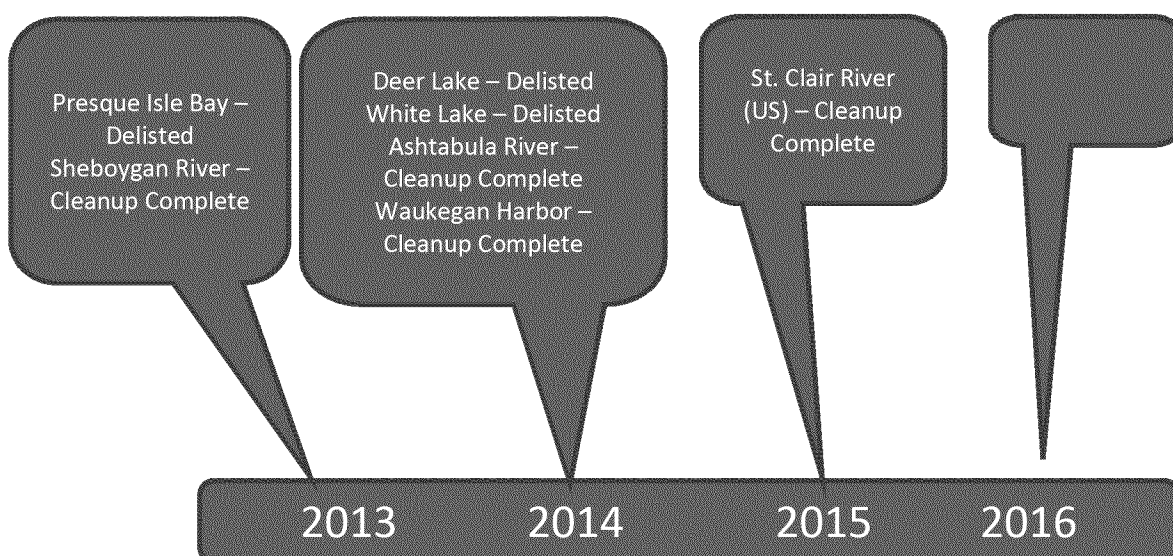 Presque Isle Bay –
Delisted
Sheboygan River –
Cleanup Complete
Deer Lake – Delisted
White Lake – Delisted
Ashtabula River –
Cleanup Complete
Waukegan Harbor –
Cleanup Complete
St. Clair River
(US) – Cleanup
Complete
2013 2014 2015 2016